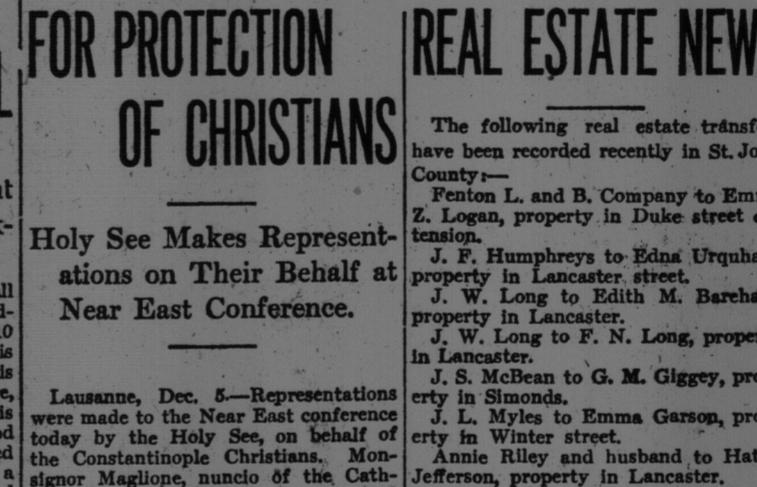 FOR PROTECTION
OF CHRISTIANS
Holy See Makes Represent-
ations on Their Behalf at
Near East Conference.
Lausanne, Dec. 5.—Representations
were made to the Near East conference
today by the Holy See, on behalf of
the Constantinople Christians. Mon-
signor Maglione, nuncio of the Cath-
REAL ESTATE NEW
The following real estate transf
have been recorded recently in St. Jo
County:—
Fenton L. and B. Company to Em
Z. Logan, property in Duke street
tension.
J. F. Humphreys to Edna Urquha
property in Lancaster street.
J. W. Long to Edith M. Bareha
property in Lancaster.
J. W. Long to F. N. Long, prope
in Lancaster.
J. S. McBean to G. M. Giggey, pr
erty in Simonds.
J. L. Myles to Emma Garson, pr
erty in Winter street.
Annie Riley and husband to Hat
Jefferson, property in Lancaster.